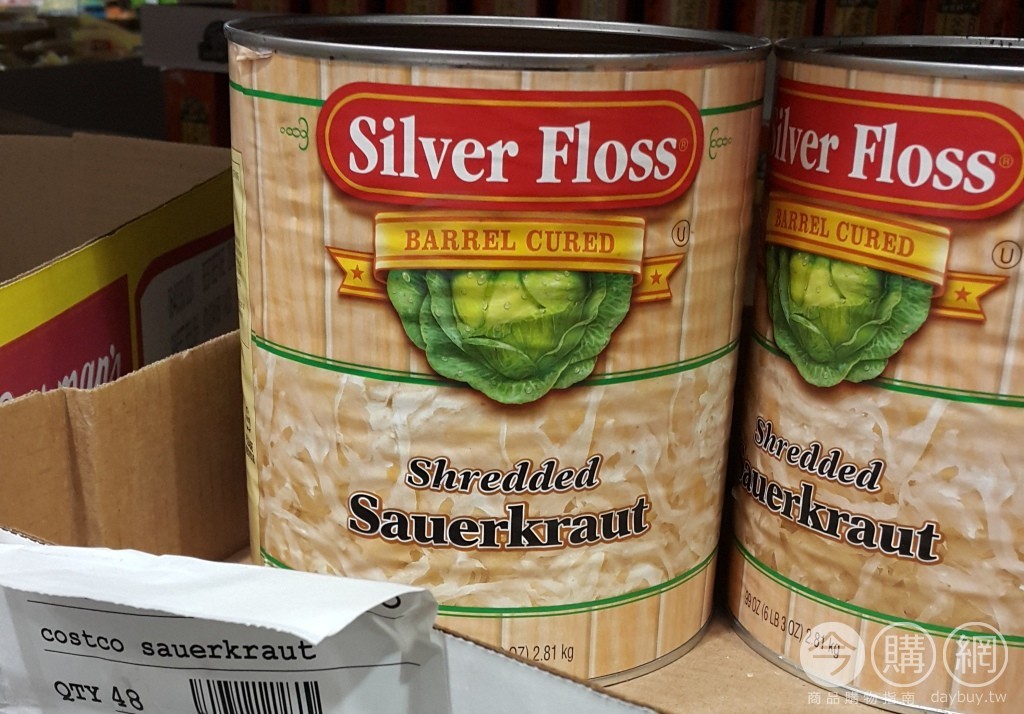 Silver Floss®
BARREL CURED
U
Shredded
Sauerkraut
OZ) 2.81 kg
ilver Floss®
BARREL CURED
U
Shredded
auerkraut
99 OZ (6 LB 3 OZ) 2.81 kg
man's
costco sauerkraut
QTY 48
今購網
商品購物指南 daybuy.tw